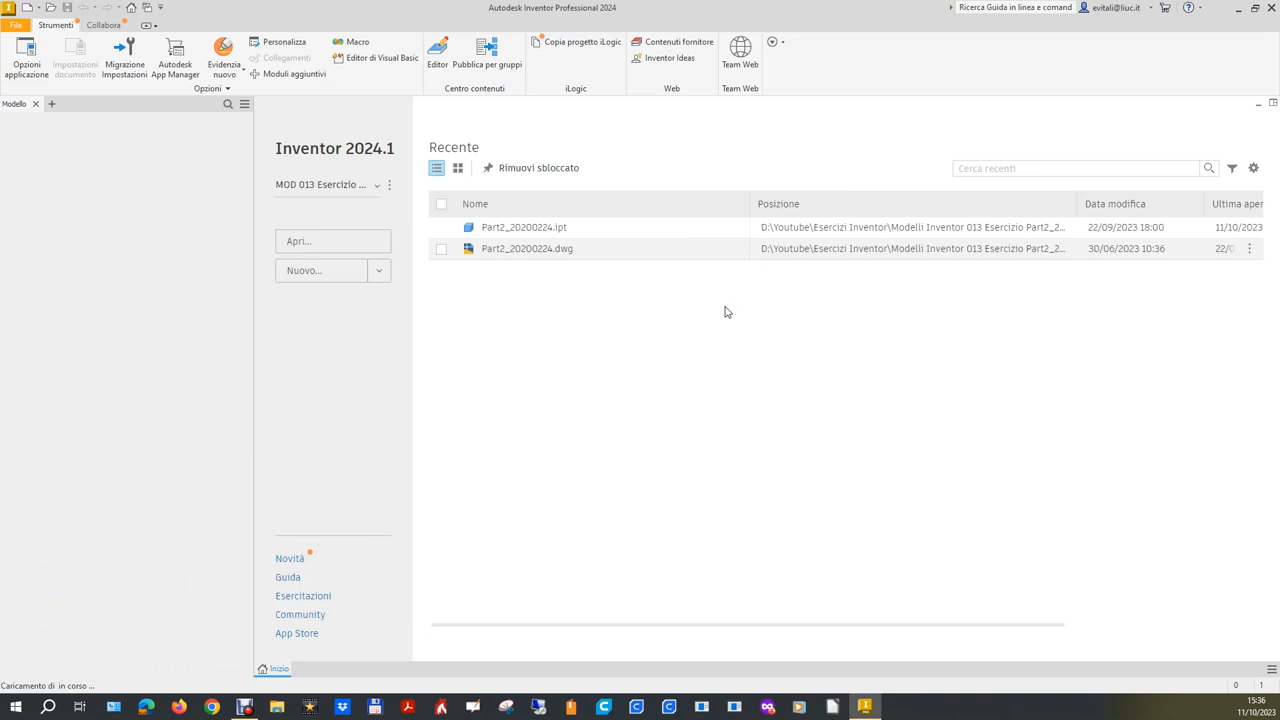 Autodesk Inventor Professional 2024
Ricerca Guida in linea e comand
evitali@liuc.it
File
Strumenti
Collabora
Opzioni
applicazione
Impostazioni
documento
Migrazione
Impostazioni
Autodesk
App Manager
Evidenzia
nuovo
Personalizza
Collegamenti
Moduli aggiuntivi
Macro
Editor di Visual Basic
Editor
Pubblica per gruppi
Copia progetto iLogic
Contenuti fornitore
Inventor Ideas
Team Web
Opzioni
Centro contenuti
iLogic
Web
Team Web
Modello
Inventor 2024.1
MOD 013 Esercizio ...
Apri...
Nuovo...
Novità
Guida
Esercitazioni
Community
App Store
Recente
Rimuovi sbloccato
Cerca recenti
Nome Posizione Data modifica Ultima aper
Part2_20200224.ipt D:\Youtube\Esercizi Inventor\Modelli Inventor 013 Esercizio Part2_2... 22/09/2023 18:00 11/10/2023
Part2_20200224.dwg D:\Youtube\Esercizi Inventor\Modelli Inventor 013 Esercizio Part2_2... 30/06/2023 10:36 22/0
Inizio
Caricamento di in corso ...
0 1
15:36
11/10/2023